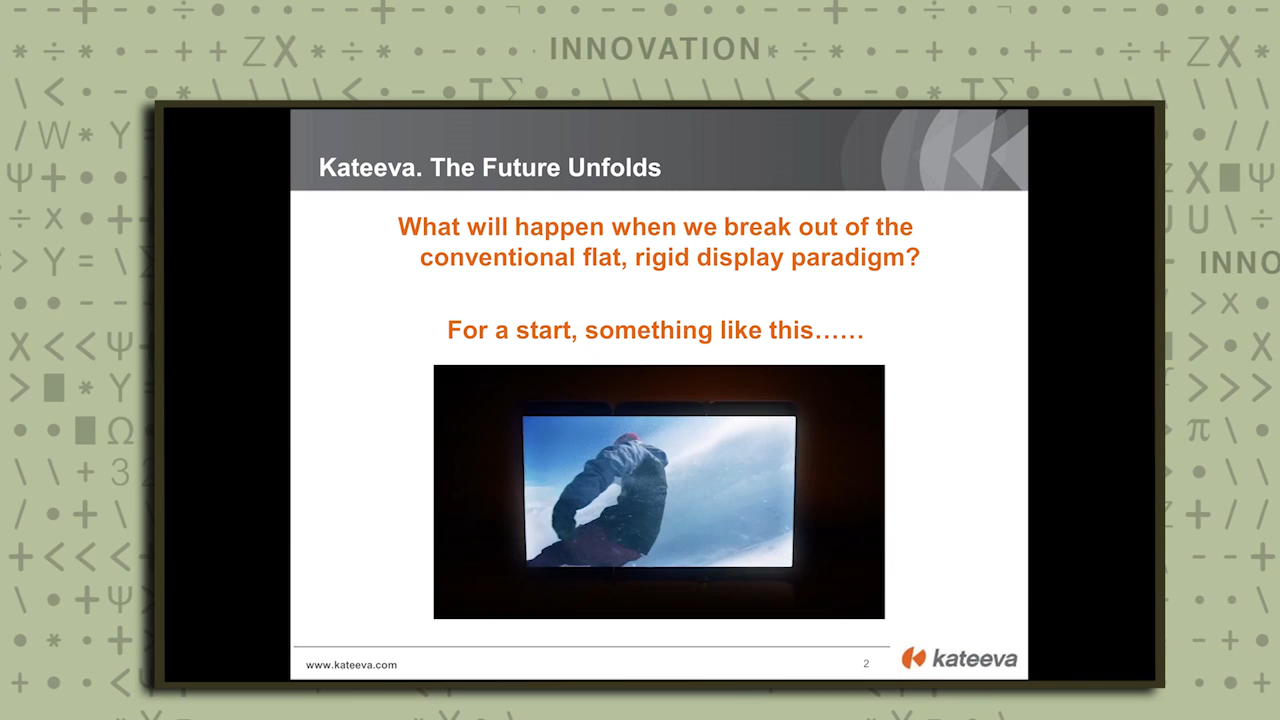 INNOVATION
Kateeva. The Future Unfolds
What will happen when we break out of the
conventional flat, rigid display paradigm?
For a start, something like this……
INNO
www.kateeva.com
2
kateeva